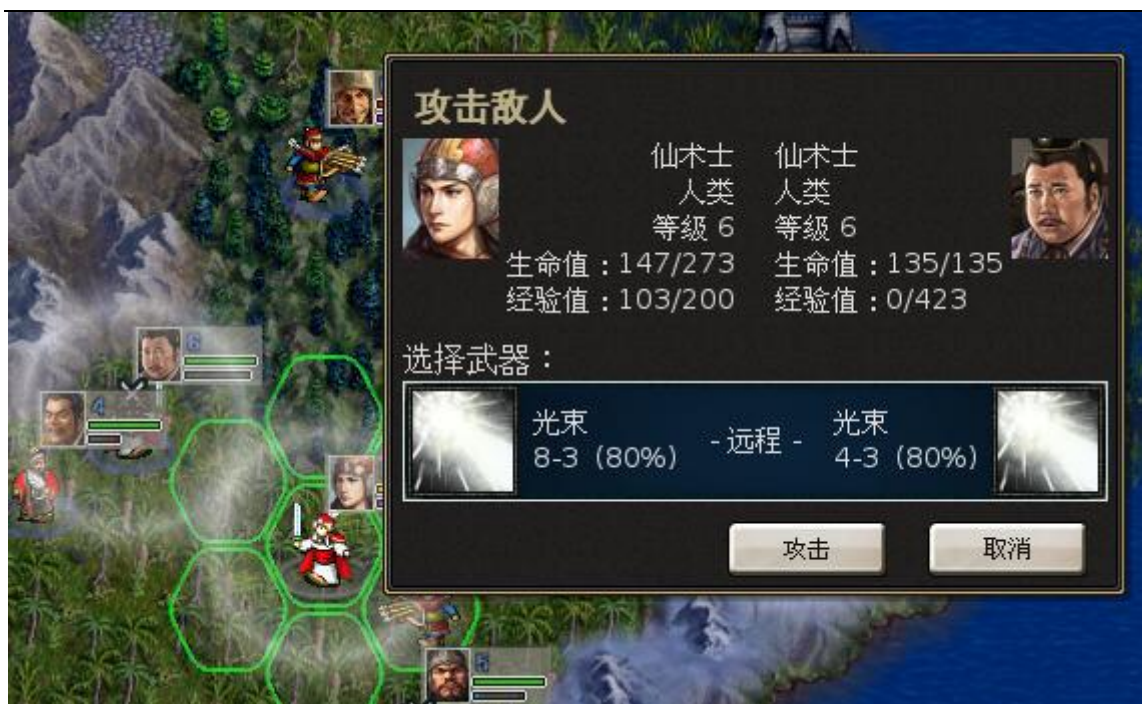 攻击敌人
仙术士 仙术士
人类 人类
等级 6 等级 6
生命值：147/273 生命值：135/135
经验值：103/200 经验值：0/423
选择武器：
光束 光束
- 远程 -
8-3 (80%) 4-3 (80%)
攻击 取消
6
4
5